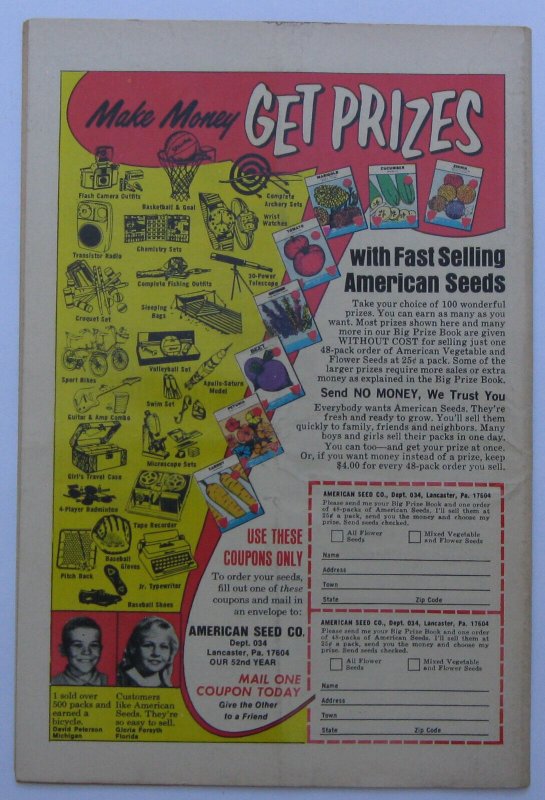 Make Money GET PRIZES
Flash Camera Outfits
Basketball & Goal
Complete
Archery Sets
Wrist
Watches
Transistor Radio
Chemistry Sets
30-Power
Telescope
Complete Fishing Outfits
Croquet Set
Sleeping
Bags
Volleyball Set
Sport Bikes
Apollo-Saturn
Model
Swim Set
Guitar & Amp Combo
Girl's Travel Case
Microscope Sets
4-Player Badminton
Tape Recorder
Pitch Back
Baseball
Gloves
Jr. Typewriter
Baseball Shoes
MARIGOLD
CUCUMBER
ZINNIA
TOMATO
BEET
CARROT
with Fast Selling
American Seeds
Take your choice of 100 wonderful
prizes. You can earn as many as you
want. Most prizes shown here and many
more in our Big Prize Book are given
WITHOUT COST for selling just one
48-pack order of American Vegetable and
Flower Seeds at 25¢ a pack. Some of the
larger prizes require more sales or extra
money as explained in the Big Prize Book.
Send NO MONEY, We Trust You
Everybody wants American Seeds. They're
fresh and ready to grow. You'll sell them
quickly to family, friends and neighbors. Many
boys and girls sell their packs in one day.
You can too—and get your prize at once.
Or, if you want money instead of a prize, keep
$4.00 for every 48-pack order you sell.
USE THESE
COUPONS ONLY
To order your seeds,
fill out one of these
coupons and mail in
an envelope to:
AMERICAN SEED CO.
Dept. 034
Lancaster, Pa. 17604
OUR 52ND YEAR
MAIL ONE
COUPON TODAY
Give the Other
to a Friend
I sold over
500 packs and
earned a
bicycle.
David Peterson
Michigan
Customers
like American
Seeds. They're
so easy to sell.
Gloria Forsyth
Florida
AMERICAN SEED CO., Dept. 034, Lancaster, Pa. 17604
Please send me your Big Prize Book and one order
of 48-packs of American Seeds. I'll sell them at
25¢ a pack, send you the money and choose my
prize. Send seeds checked.
All Flower
Seeds
Mixed Vegetable
and Flower Seeds
Name
Address
Town
State Zip Code
AMERICAN SEED CO., Dept. 034, Lancaster, Pa. 17604
Please send me your Big Prize Book and one order
of 48-packs of American Seeds. I'll sell them at
25¢ a pack, send you the money and choose my
prize. Send seeds checked.
All Flower
Seeds
Mixed Vegetable
and Flower Seeds
Name
Address
Town
State Zip Code